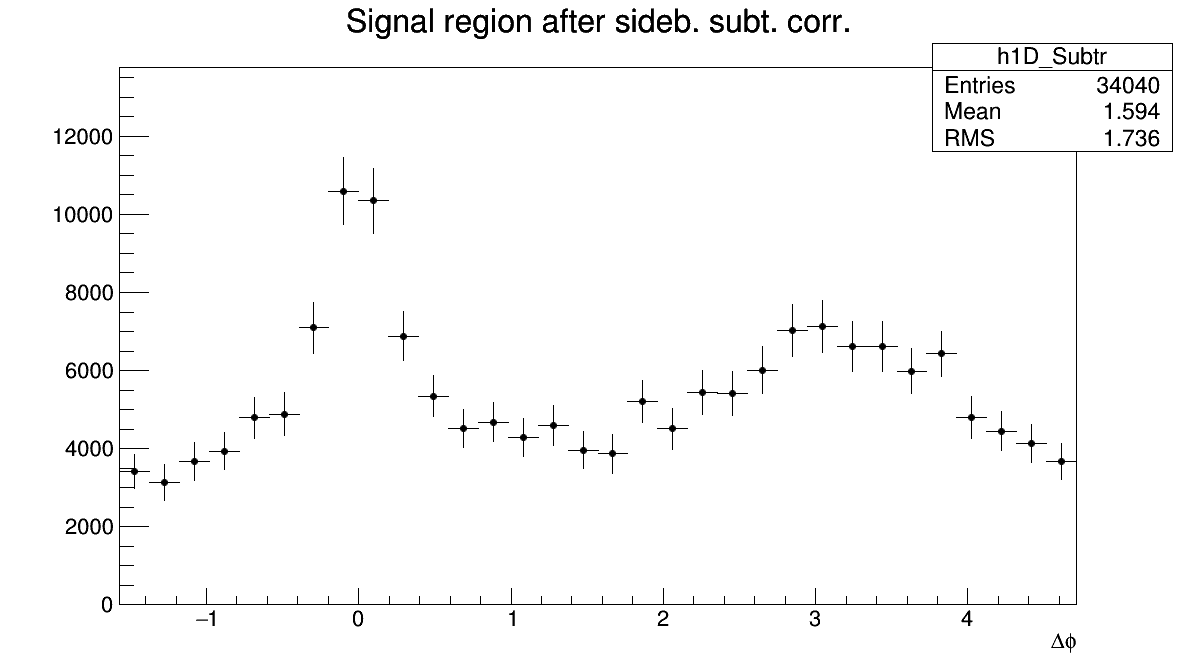 Signal region after sideb. subt. corr.
h1D_Subtr
Entries 34040
Mean 1.594
RMS 1.736
12000
10000
8000
6000
4000
2000
0
−1 0 1 2 3 4
Δϕ